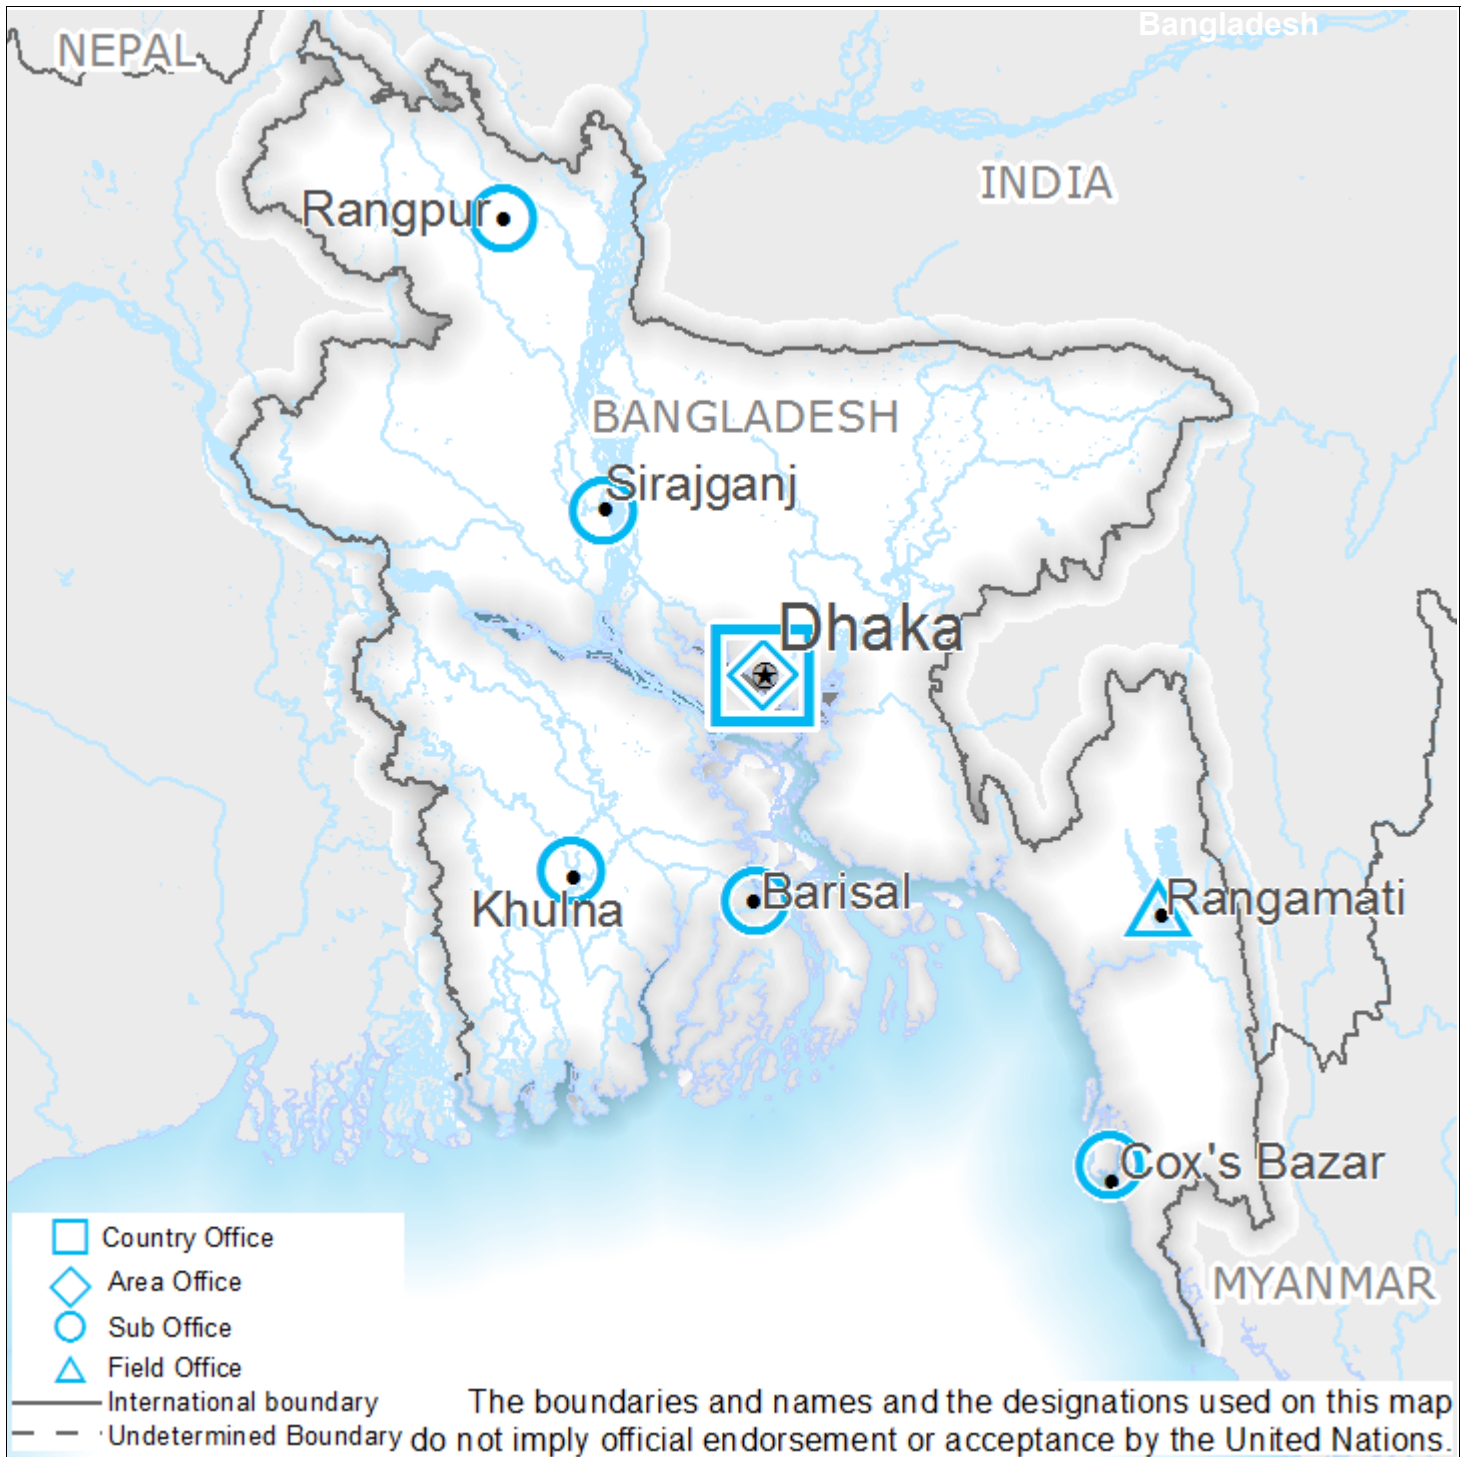 Bangladesh
NEPAL
INDIA
Rangpur
BANGLADESH
Sirajganj
Dhaka
Khulna
Barisal
Rangamati
Cox's Bazar
MYANMAR
Country Office
Area Office
Sub Office
Field Office
International boundary
Undetermined Boundary
The boundaries and names and the designations used on this map
do not imply official endorsement or acceptance by the United Nations.